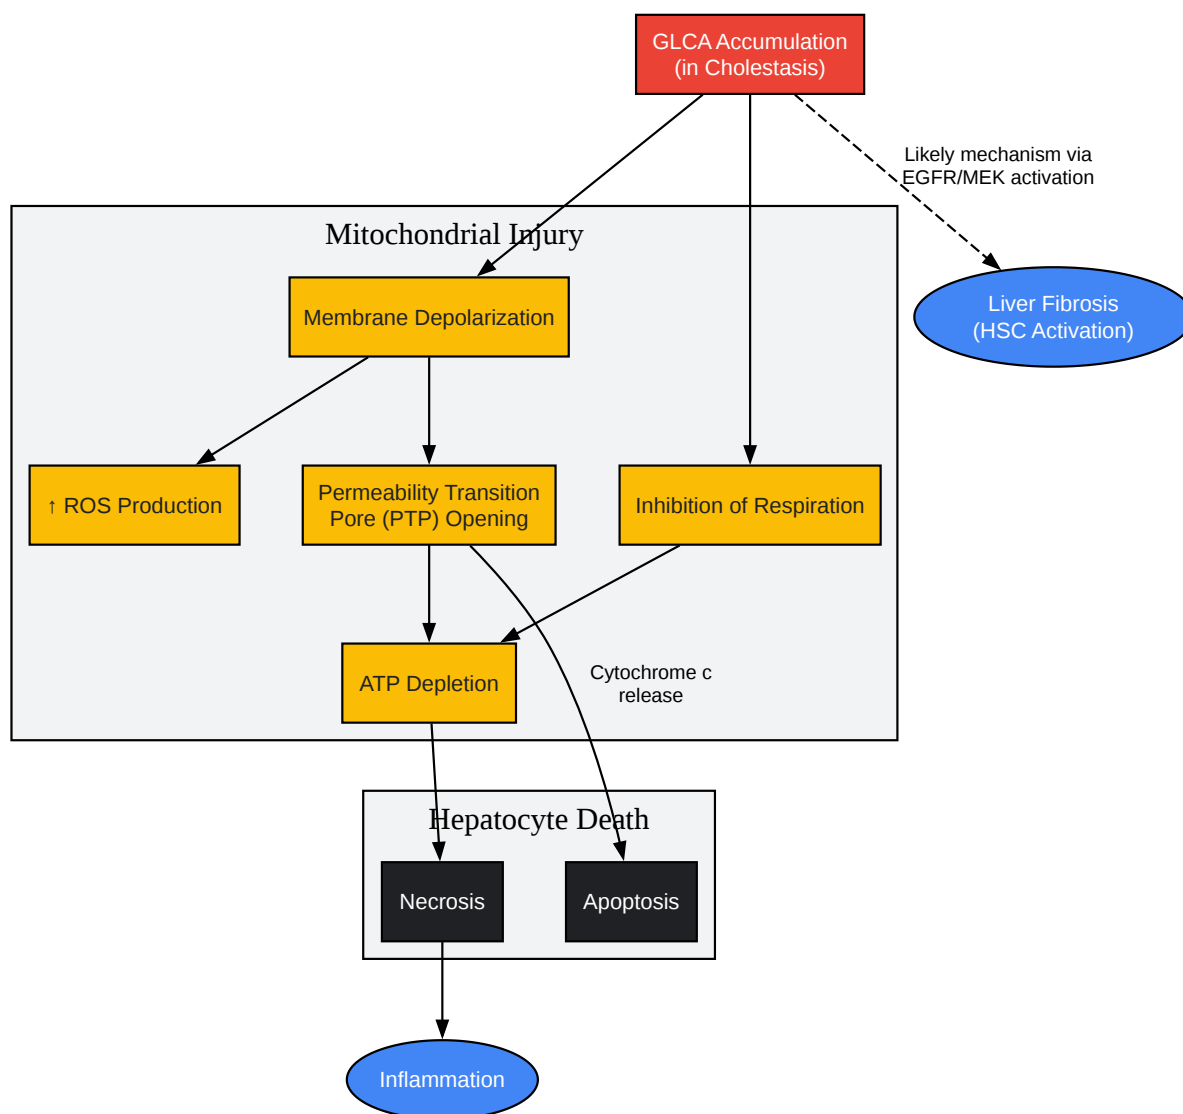 GLCA Accumulation
(in Cholestasis)
Likely mechanism via
EGFR/MEK activation
Mitochondrial Injury
Membrane Depolarization
Liver Fibrosis
(HSC Activation)
↑ ROS Production
Permeability Transition
Pore (PTP) Opening
Inhibition of Respiration
ATP Depletion
Cytochrome c
release
Hepatocyte Death
Necrosis
Apoptosis
Inflammation